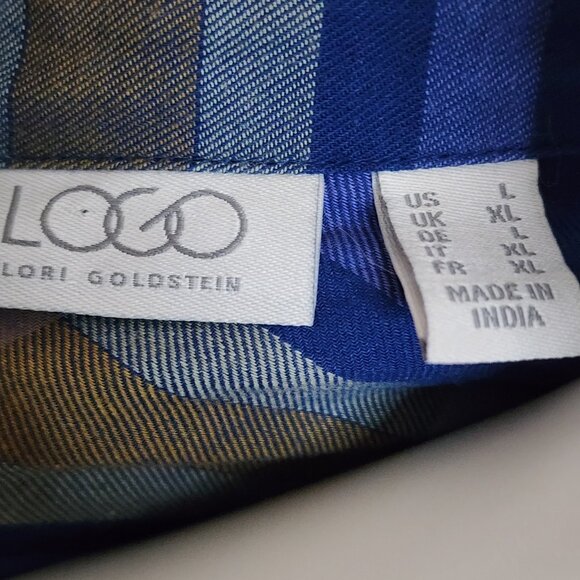 LOGO
LORI GOLDSTEIN
US L
UK XL
DE L
IT XL
FR XL
MADE IN
INDIA